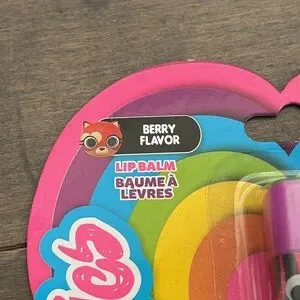 BERRY
FLAVOR
LIP BALM
BAUME À
LÈVRES